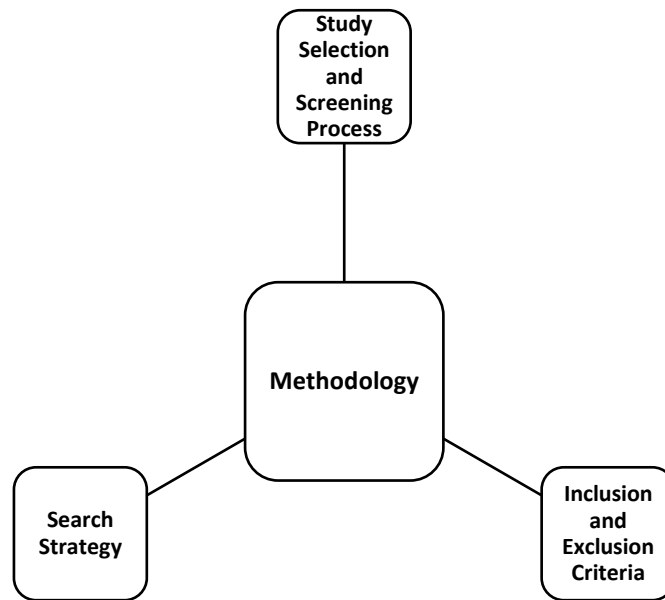 Study
Selection
and
Screening
Process
Methodology
Search
Strategy
Inclusion
and
Exclusion
Criteria